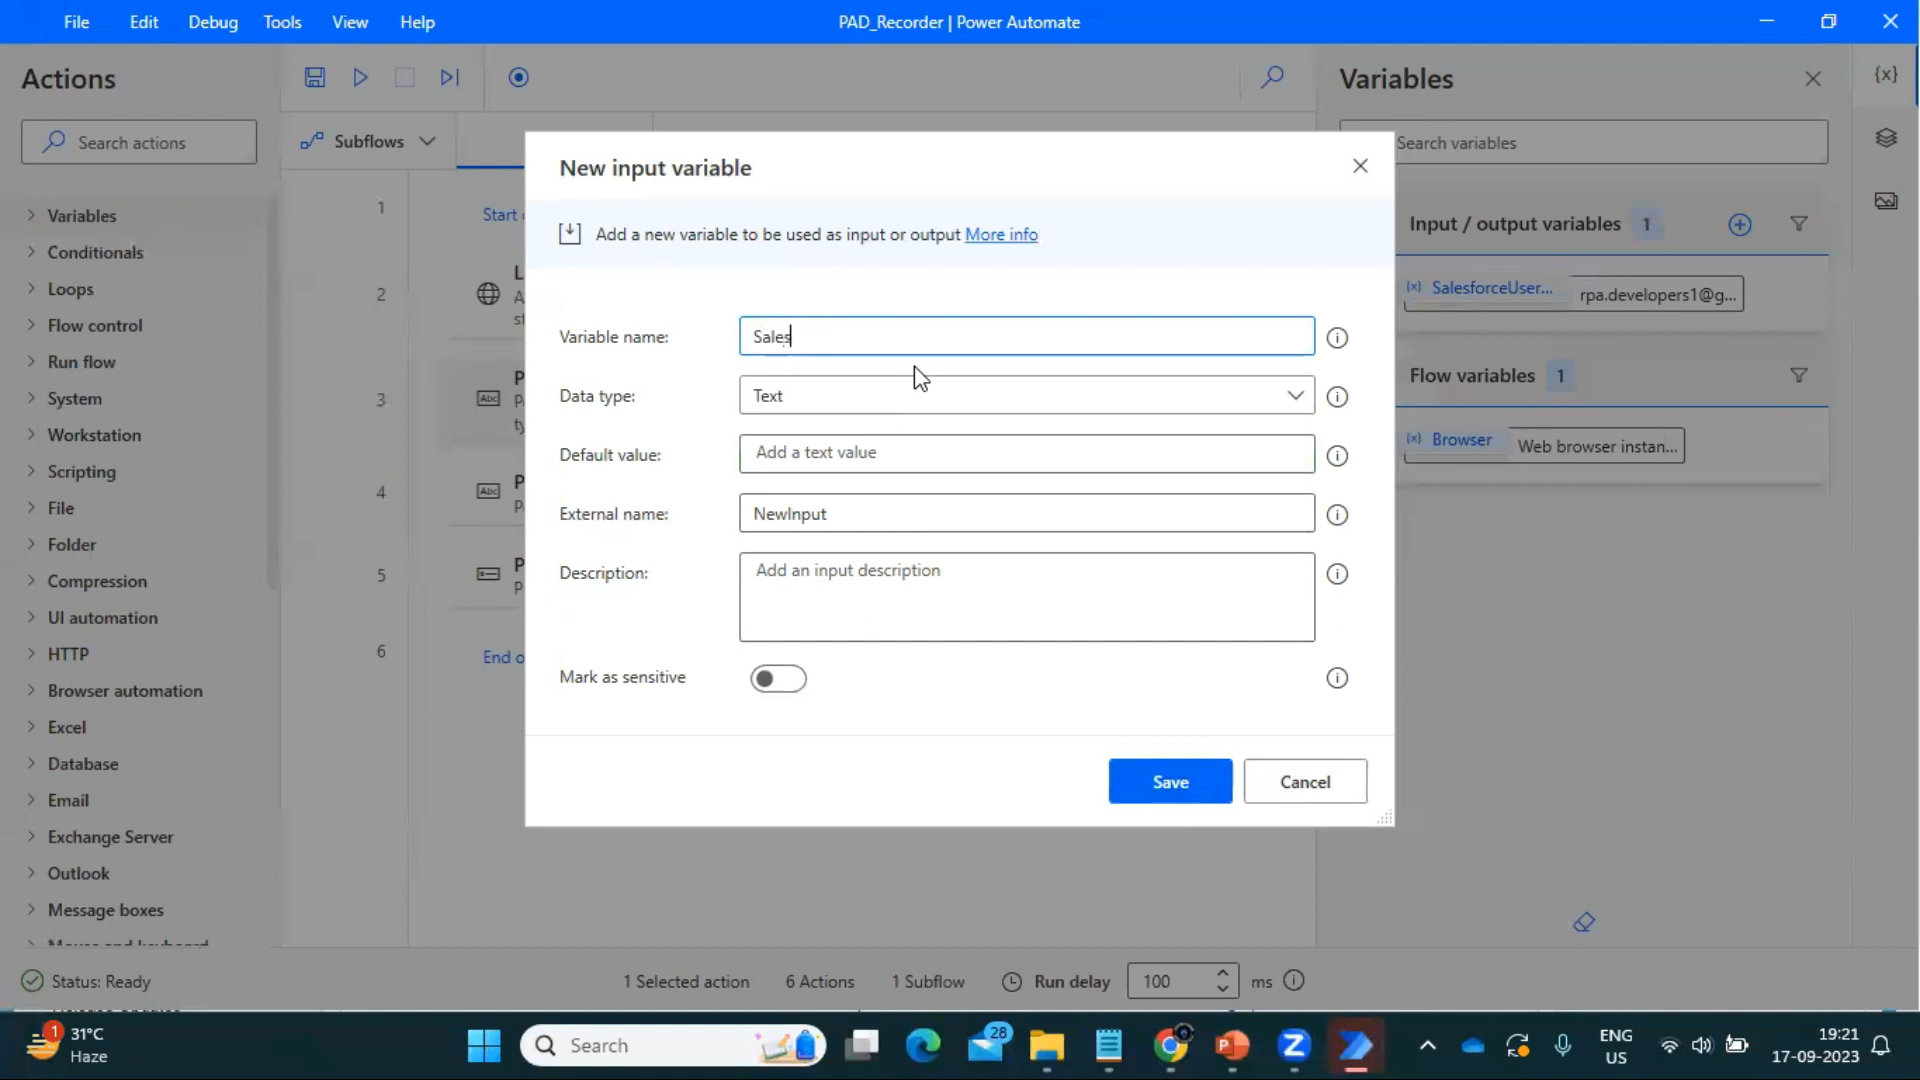 File Edit Debug Tools View Help PAD_Recorder | Power Automate
Actions
Search actions
Variables
Conditionals
Loops
Flow control
Run flow
System
Workstation
Scripting
File
Folder
Compression
UI automation
HTTP
Browser automation
Excel
Database
Email
Exchange Server
Outlook
Message boxes
Subflows
1 Start
2 L
A
st
3 P
P
ty
4 P
P
5 P
P
6 End o
New input variable
Add a new variable to be used as input or output More info
Variable name: Sales
Data type: Text
Default value: Add a text value
External name: NewInput
Description: Add an input description
Mark as sensitive
Save Cancel
Variables
{x}
Search variables
Input / output variables 1
(x) SalesforceUser... rpa.developers1@g...
Flow variables 1
(x) Browser Web browser instan...
Status: Ready 1 Selected action 6 Actions 1 Subflow Run delay 100 ms
1 31°C
Haze
Search
28
ENG
US
19:21
17-09-2023